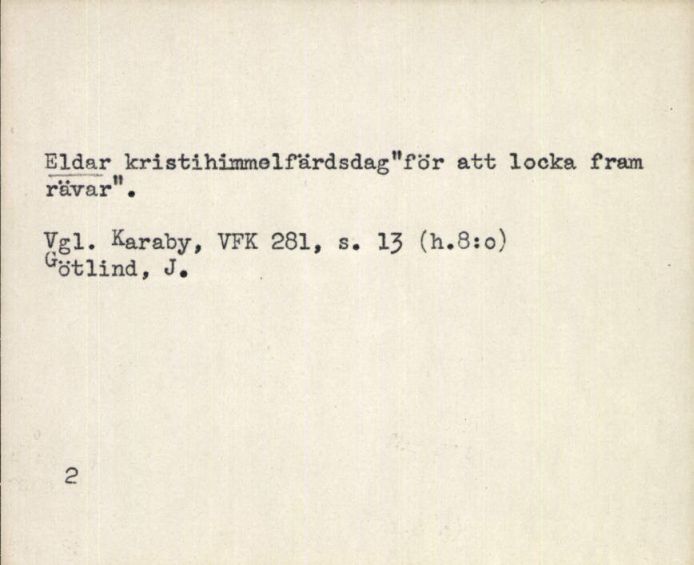 Eldar kristihimmelfärdsdag"för att locka fram
rävar".
Vgl. Karaby, VFK 281, s. 13 (h.8:o)
Götlind, J.
2